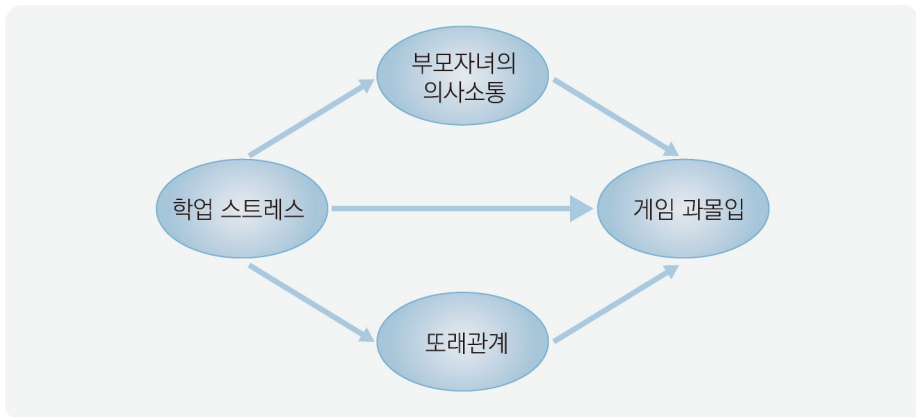 부모자녀의
의사소통
학업 스트레스
게임 과몰입
또래관계